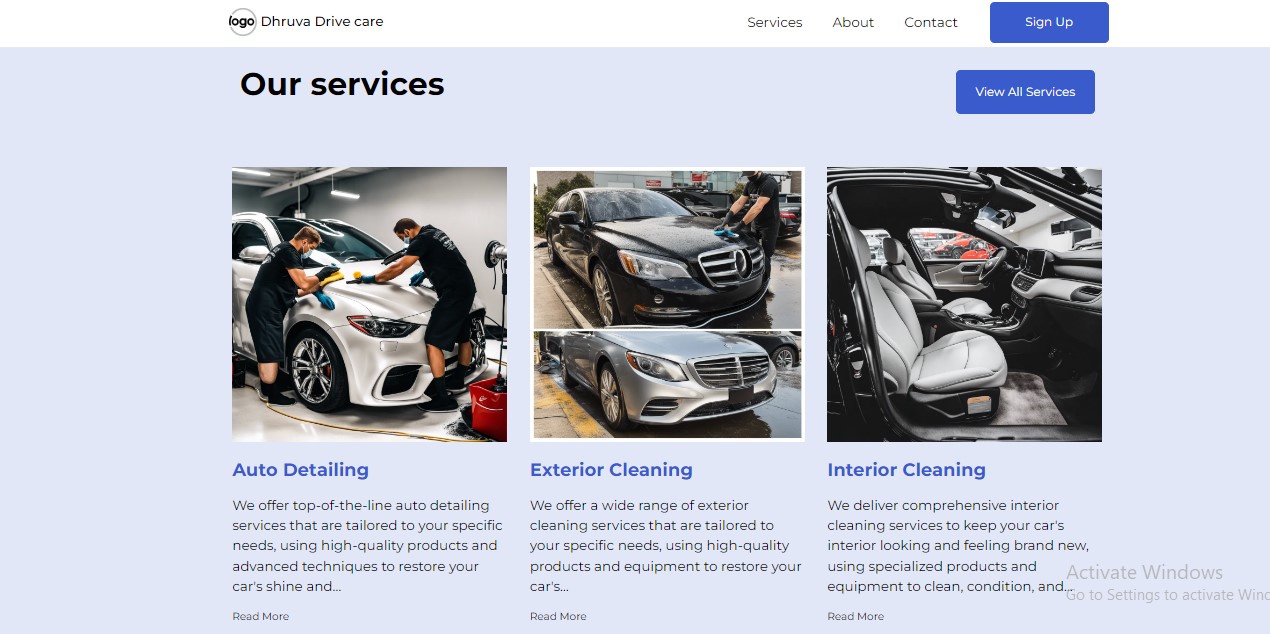 logo Dhruva Drive care
Services
About
Contact
Sign Up
Our services
View All Services
Auto Detailing
We offer top-of-the-line auto detailing
services that are tailored to your specific
needs, using high-quality products and
advanced techniques to restore your
car's shine and...
Read More
Exterior Cleaning
We offer a wide range of exterior
cleaning services that are tailored to
your specific needs, using high-quality
products and equipment to restore your
car's...
Read More
Interior Cleaning
We deliver comprehensive interior
cleaning services to keep your car's
interior looking and feeling brand new,
using specialized products and
equipment to clean, condition, and...
Read More
Activate Windows
Go to Settings to activate Winc